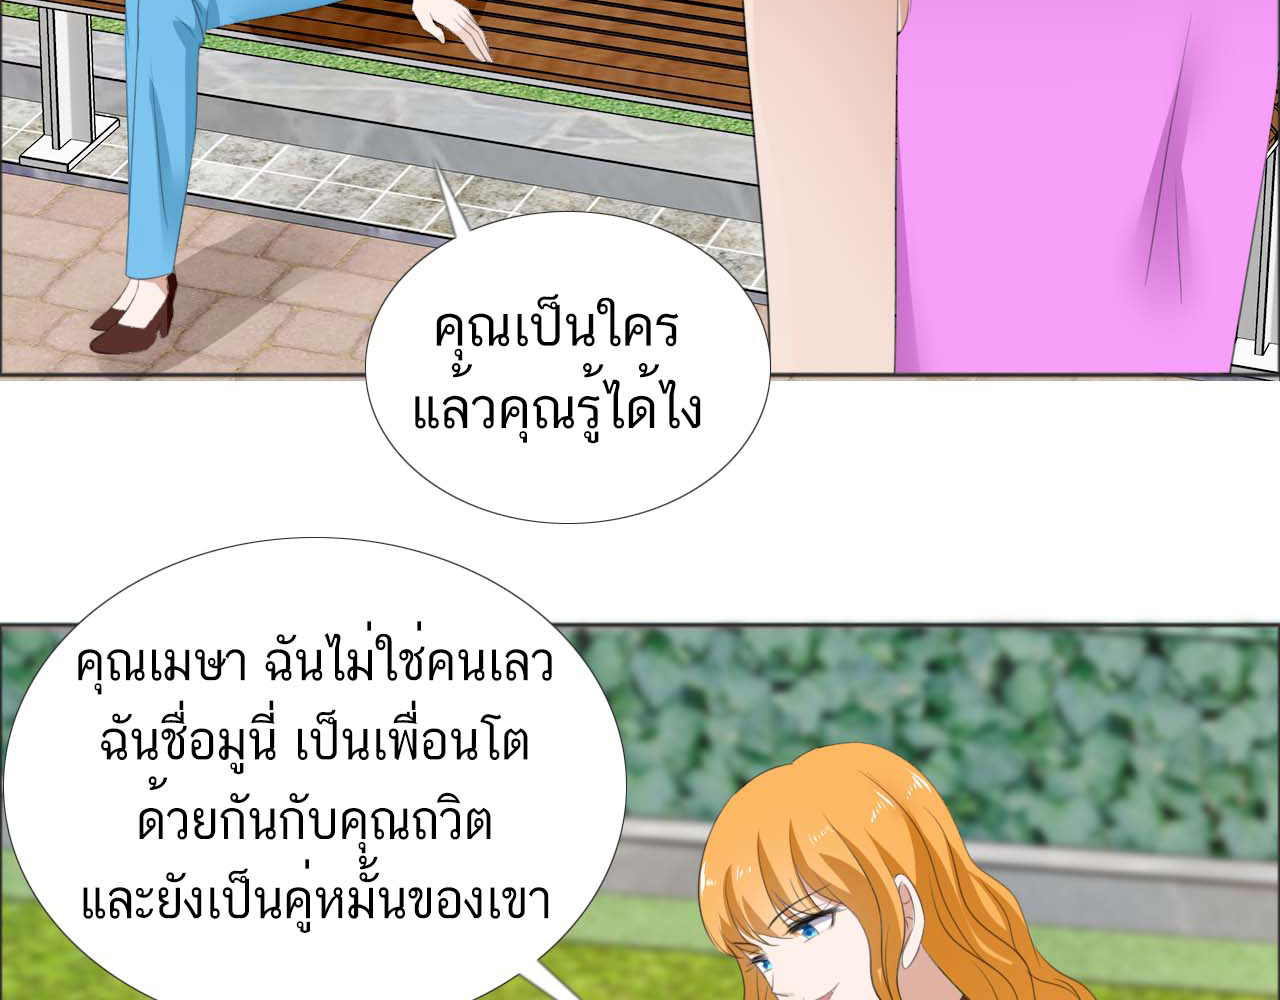 คุณเป็นใคร
แล้วคุณรู้ได้ไง
คุณเมษา ฉันไม่ใช่คนเลว
ฉันชื่อมูนี่ เป็นเพื่อนโต
ด้วยกันกับคุณถวิต
และยังเป็นคู่หมั้นของเขา